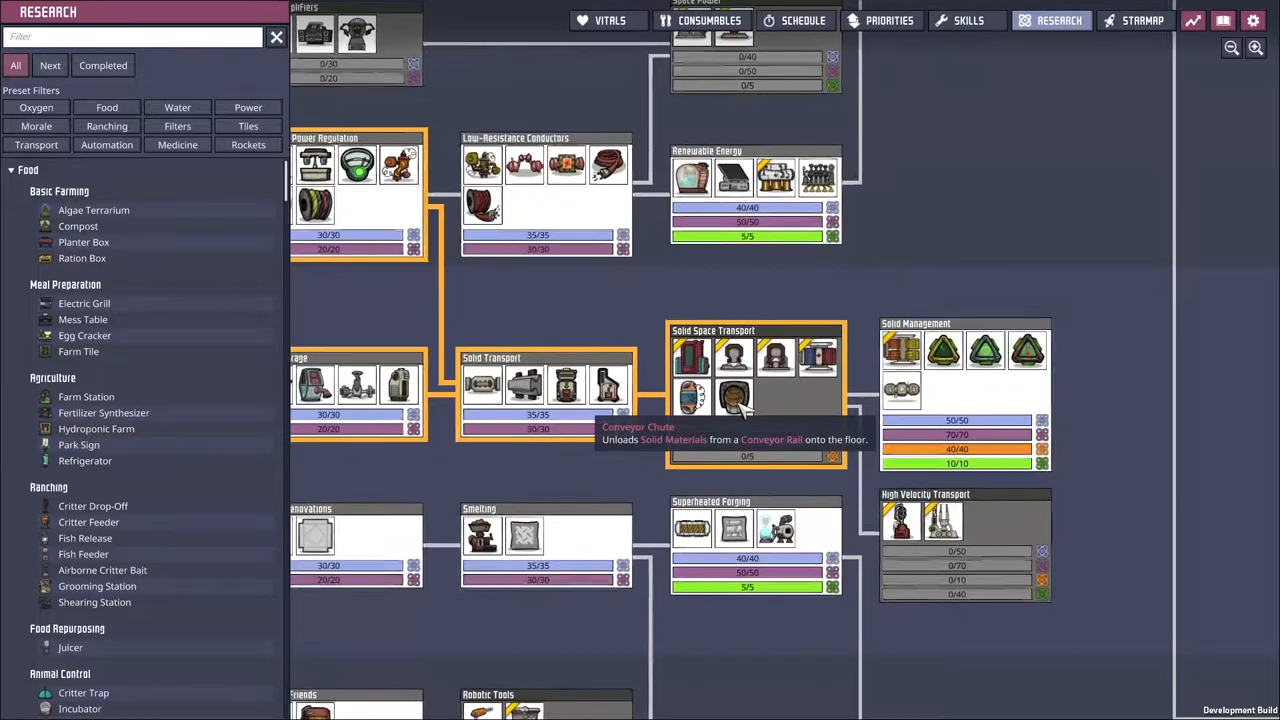 RESEARCH
VITALS
CONSUMABLES
SCHEDULE
PRIORITIES
SKILLS
RESEARCH
STARMAP
Filter
All
Next
Completed
Preset Filters
Oxygen
Food
Water
Power
Morale
Ranching
Filters
Tiles
Transport
Automation
Medicine
Rockets
Food
Basic Farming
Algae Terrarium
Compost
Planter Box
Ration Box
Meal Preparation
Electric Grill
Mess Table
Egg Cracker
Farm Tile
Agriculture
Farm Station
Fertilizer Synthesizer
Hydroponic Farm
Park Sign
Refrigerator
Ranching
Critter Drop-Off
Critter Feeder
Fish Release
Fish Feeder
Airborne Critter Bait
Grooming Station
Shearing Station
Food Repurposing
Juicer
Animal Control
Critter Trap
Incubator
plifiers
0/30
0/20
Space Power
0/40
0/50
0/5
Power Regulation
30/30
20/20
Low-Resistance Conductors
35/35
30/30
Renewable Energy
40/40
50/50
5/5
rage
30/30
20/20
Solid Transport
35/35
30/30
Solid Space Transport
0/5
Conveyor Chute
Unloads Solid Materials from a Conveyor Rail onto the floor.
Solid Management
50/50
70/70
40/40
10/10
enovations
30/30
20/20
Smelting
35/35
30/30
Superheated Forging
40/40
50/50
5/5
High Velocity Transport
0/50
0/70
0/10
0/40
Friends
Robotic Tools
Development Build